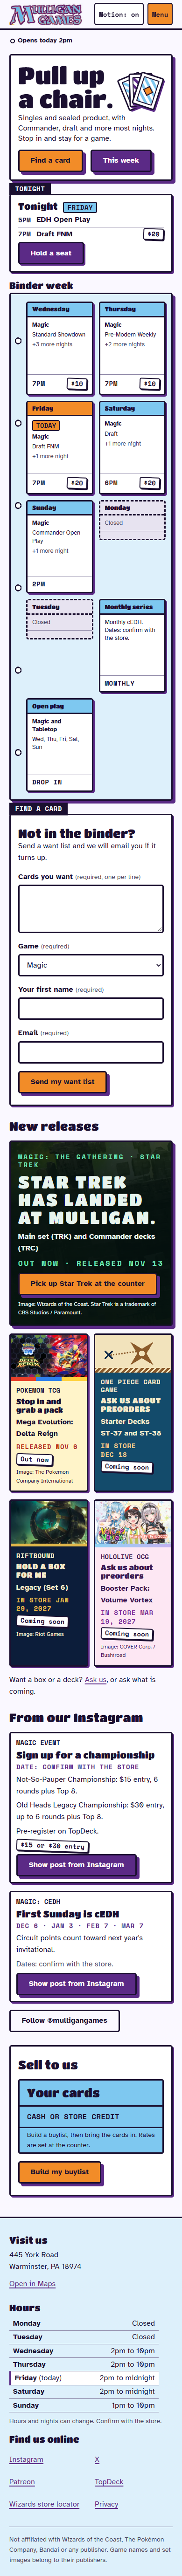 MULLIGAN GAMES
Motion: on
Menu
Opens today 2pm
Pull up
a chair.
Singles and sealed product, with
Commander, draft and more most nights.
Stop in and stay for a game.
Find a card
This week
TONIGHT
Tonight FRIDAY
5PM EDH Open Play
7PM Draft FNM $20
Hold a seat
Binder week
Wednesday
Magic
Standard Showdown
+3 more nights
7PM $10
Thursday
Magic
Pre-Modern Weekly
+2 more nights
7PM $10
Friday
TODAY
Magic
Draft FNM
+1 more night
7PM $20
Saturday
Magic
Draft
+1 more night
6PM $20
Sunday
Magic
Commander Open
Play
+1 more night
2PM
Monday
Closed
Tuesday
Closed
Monthly series
Monthly cEDH.
Dates: confirm with
the store.
MONTHLY
Open play
Magic and
Tabletop
Wed, Thu, Fri, Sat,
Sun
DROP IN
FIND A CARD
Not in the binder?
Send a want list and we will email you if it
turns up.
Cards you want (required, one per line)
Game (required)
Magic
Your first name (required)
Email (required)
Send my want list
New releases
MAGIC: THE GATHERING · STAR
TREK
STAR TREK
HAS LANDED
AT MULLIGAN.
Main set (TRK) and Commander decks
(TRC)
OUT NOW · RELEASED NOV 13
Pick up Star Trek at the counter
Image: Wizards of the Coast. Star Trek is a trademark of
CBS Studios / Paramount.
POKEMON TCG
Stop in and
grab a pack
Mega Evolution:
Delta Reign
RELEASED NOV 6
Out now
Image: The Pokemon
Company International
ONE PIECE CARD
GAME
ASK US ABOUT
PREORDERS
Starter Decks
ST-37 and ST-38
IN STORE
DEC 18
Coming soon
RIFTBOUND
HOLD A BOX
FOR ME
Legacy (Set 6)
IN STORE JAN
29, 2027
Coming soon
Image: Riot Games
HOLOLIVE OCG
Ask us about
preorders
Booster Pack:
Volume Vortex
IN STORE MAR
19, 2027
Coming soon
Image: COVER Corp. /
Bushiroad
Want a box or a deck? Ask us, or ask what is
coming.
From our Instagram
MAGIC EVENT
Sign up for a championship
DATE: CONFIRM WITH THE STORE
Not-So-Pauper Championship: $15 entry, 6
rounds plus Top 8.
Old Heads Legacy Championship: $30 entry,
up to 6 rounds plus Top 8.
Pre-register on TopDeck.
$15 or $30 entry
Show post from Instagram
MAGIC: CEDH
First Sunday is cEDH
DEC 6 · JAN 3 · FEB 7 · MAR 7
Circuit points count toward next year's
invitational.
Dates: confirm with the store.
Show post from Instagram
Follow @mulligangames
Sell to us
Your cards
CASH OR STORE CREDIT
Build a buylist, then bring the cards in. Rates
are set at the counter.
Build my buylist
Visit us
445 York Road
Warminster, PA 18974
Open in Maps
Hours
Monday Closed
Tuesday Closed
Wednesday 2pm to 10pm
Thursday 2pm to 10pm
Friday (today) 2pm to midnight
Saturday 2pm to midnight
Sunday 1pm to 10pm
Hours and nights can change. Confirm with the store.
Find us online
Instagram X
Patreon TopDeck
Wizards store locator Privacy
Not affiliated with Wizards of the Coast, The Pokémon
Company, Bandai or any publisher. Game names and set
images belong to their publishers.